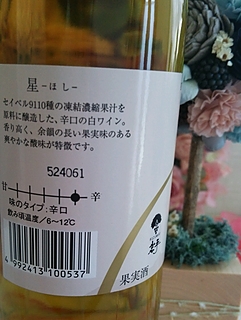 星 -ほし-
セイベル9110種の凍結濃縮果汁を
原料に醸造した、辛口の白ワイン。
香り高く、余韻の長い果実味のある
爽やかな酸味が特徴です。
524061
甘 辛
味のタイプ:辛口
飲み頃温度/6~12℃
4992413100537
果実酒